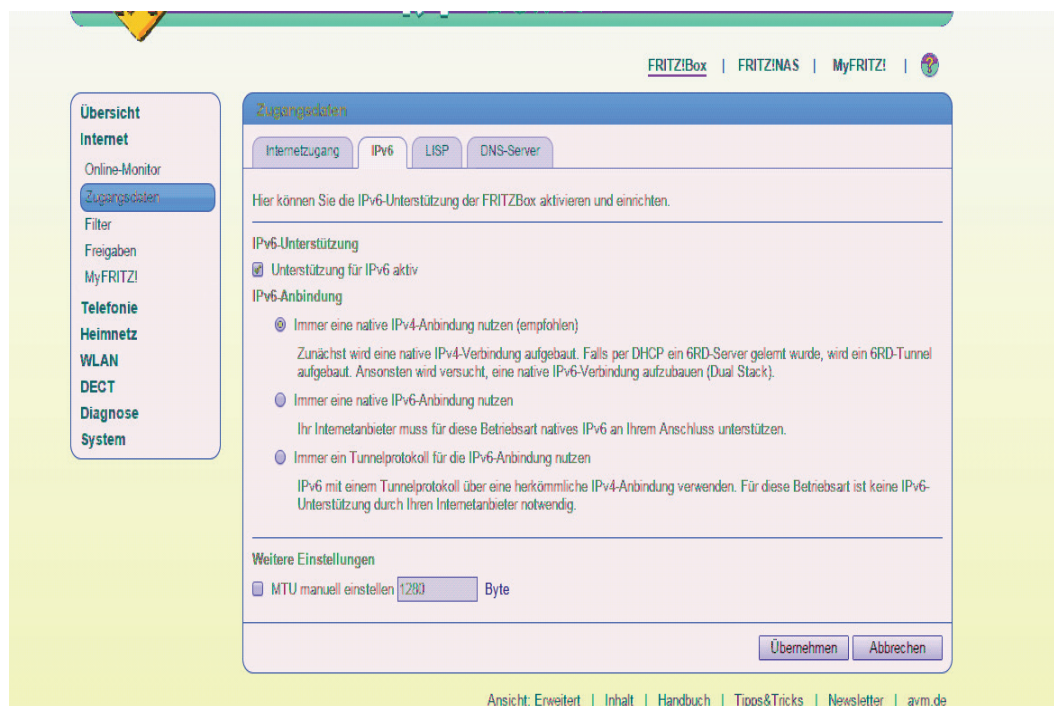 FRITZ!Box | FRITZ!NAS | MyFRITZ! | ?
Übersicht
Internet
Online-Monitor
Zugangsdaten
Filter
Freigaben
MyFRITZ!
Telefonie
Heimnetz
WLAN
DECT
Diagnose
System
Zugangsdaten
Internetzugang
IPv6
LISP
DNS-Server
Hier können Sie die IPv6-Unterstützung der FRITZBox aktivieren und einrichten.
IPv6-Unterstützung
Unterstützung für IPv6 aktiv
IPv6-Anbindung
Immer eine native IPv4-Anbindung nutzen (empfohlen)
Zunächst wird eine native IPv4-Verbindung aufgebaut. Falls per DHCP ein 6RD-Server gelernt wurde, wird ein 6RD-Tunnel
aufgebaut. Ansonsten wird versucht, eine native IPv6-Verbindung aufzubauen (Dual Stack).
Immer eine native IPv6-Anbindung nutzen
Ihr Internetanbieter muss für diese Betriebsart natives IPv6 an Ihrem Anschluss unterstützen.
Immer ein Tunnelprotokoll für die IPv6-Anbindung nutzen
IPv6 mit einem Tunnelprotokoll über eine herkömmliche IPv4-Anbindung verwenden. Für diese Betriebsart ist keine IPv6-
Unterstützung durch Ihren Internetanbieter notwendig.
Weitere Einstellungen
MTU manuell einstellen 1280 Byte
Übernehmen
Abbrechen
Ansicht: Erweitert | Inhalt | Handbuch | Tipps&Tricks | Newsletter | avm.de